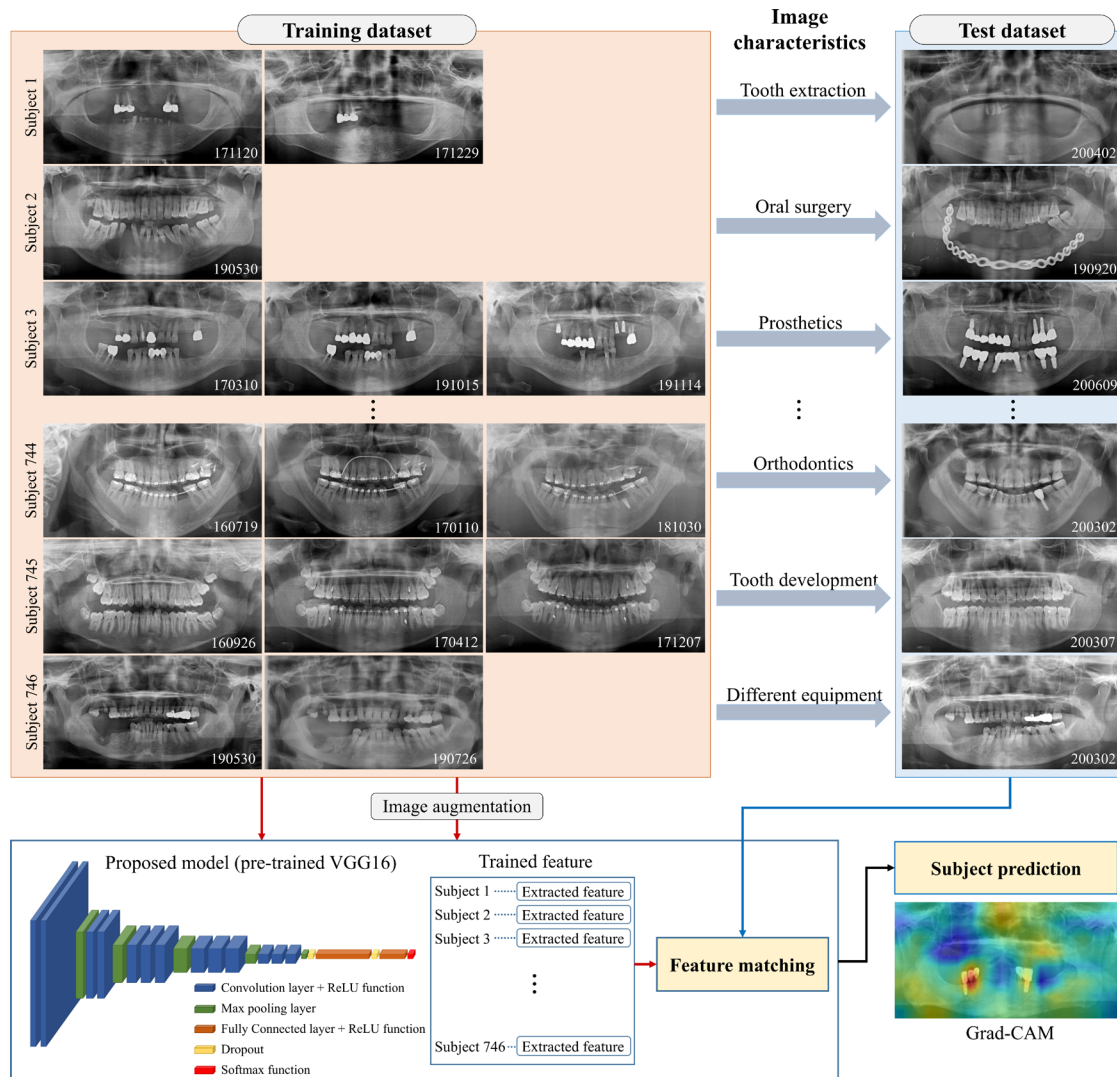 Training dataset
Image
characteristics
Test dataset
Subject 1
171120
171229
Tooth extraction
200402
Subject 2
190530
Oral surgery
190920
Subject 3
170310
191015
191114
Prosthetics
200609
Subject 744
160719
170110
181030
Orthodontics
200302
Subject 745
160926
170412
171207
Tooth development
200307
Subject 746
190530
190726
Different equipment
200302
Image augmentation
Proposed model (pre-trained VGG16)
Convolution layer + ReLU function
Max pooling layer
Fully Connected layer + ReLU function
Dropout
Softmax function
Trained feature
Subject 1 Extracted feature
Subject 2 Extracted feature
Subject 3 Extracted feature
Subject 746 Extracted feature
Feature matching
Subject prediction
Grad-CAM